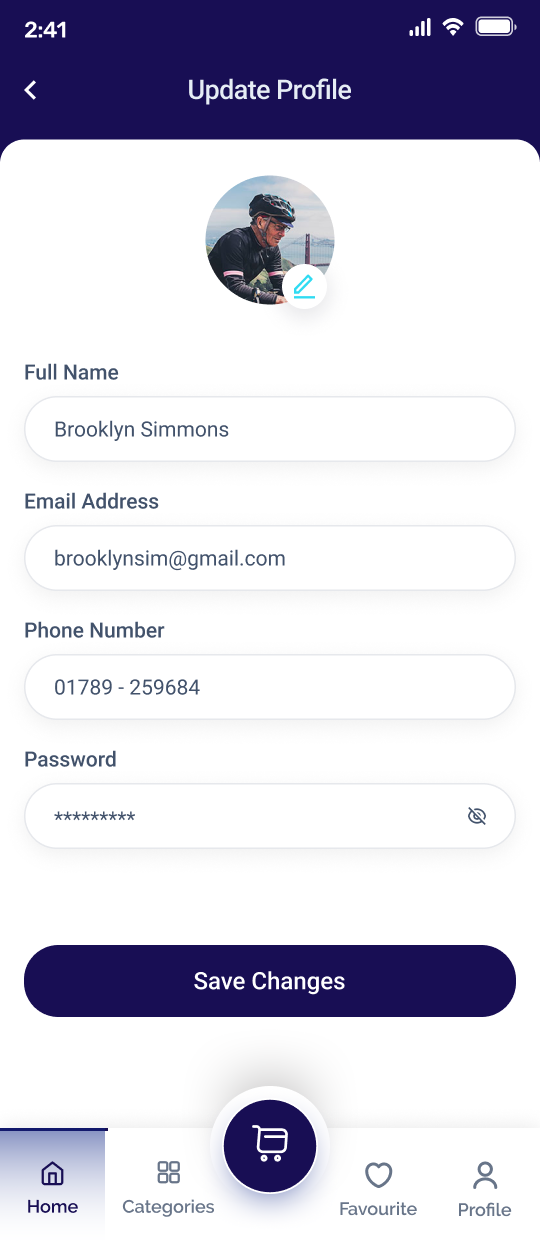 2:41
Update Profile
Full Name
Brooklyn Simmons
Email Address
brooklynsim@gmail.com
Phone Number
01789 - 259684
Password
*********
Save Changes
Home
Categories
Favourite
Profile